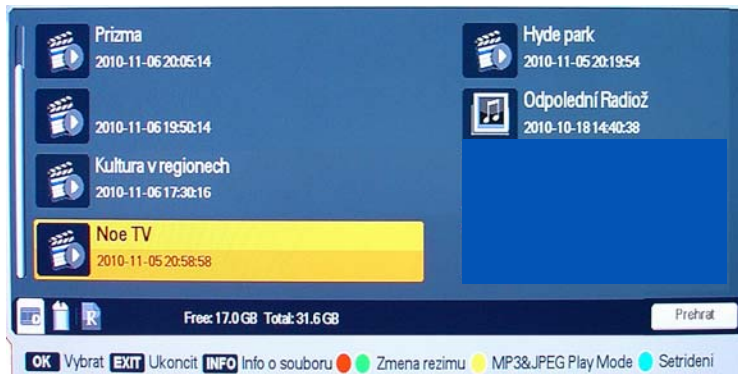 Prizma
2010-11-06 20:05:14
2010-11-06 19:50:14
Kultura v regionech
2010-11-06 17:30:16
Noe TV
2010-11-05 20:58:58
Hyde park
2010-11-05 20:19:54
Odpolední Radiož
2010-10-18 14:40:38
R
Free: 17.0 GB Total: 31.6 GB
Prehrat
OK Vybrat EXIT Ukoncit INFO Info o souboru Zmena rezimu MP3&JPEG Play Mode Setrideni